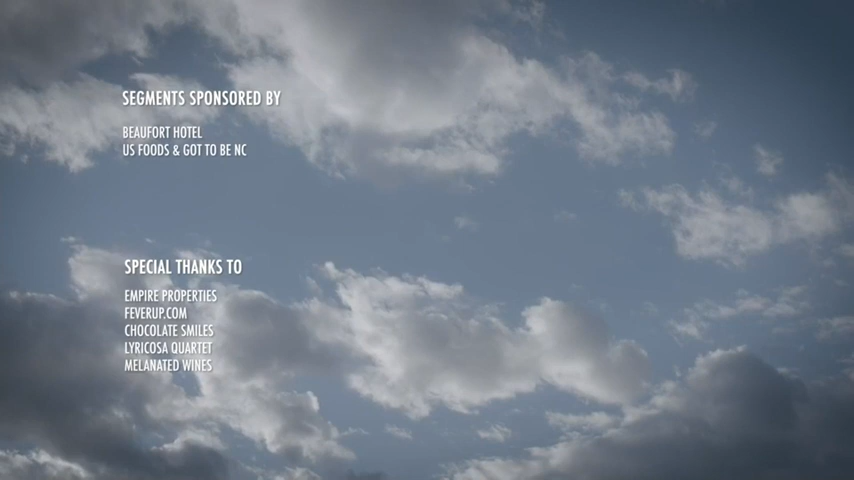 SEGMENTS SPONSORED BY
BEAUFORT HOTEL
US FOODS & GOT TO BE NC
SPECIAL THANKS TO
EMPIRE PROPERTIES
FEVERUP.COM
CHOCOLATE SMILES
LYRICOSA QUARTET
MELANATED WINES